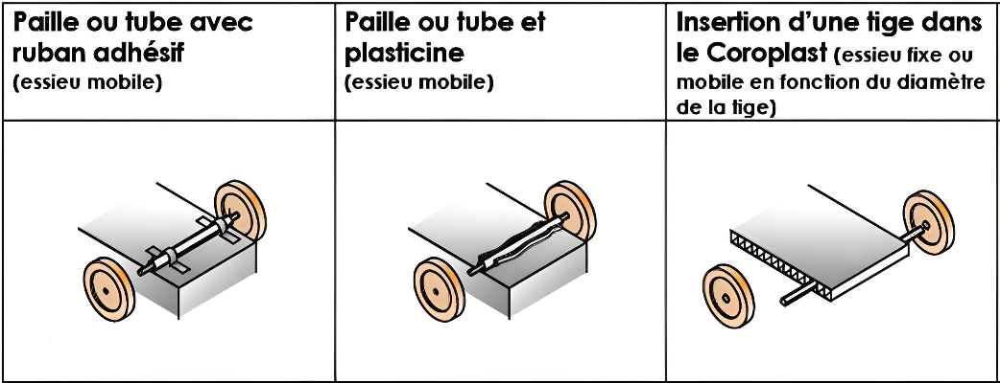 Paille ou tube avec
ruban adhésif
(essieu mobile)
Paille ou tube et
plasticine
(essieu mobile)
Insertion d’une tige dans
le Coroplast (essieu fixe ou
mobile en fonction du diamètre
de la tige)